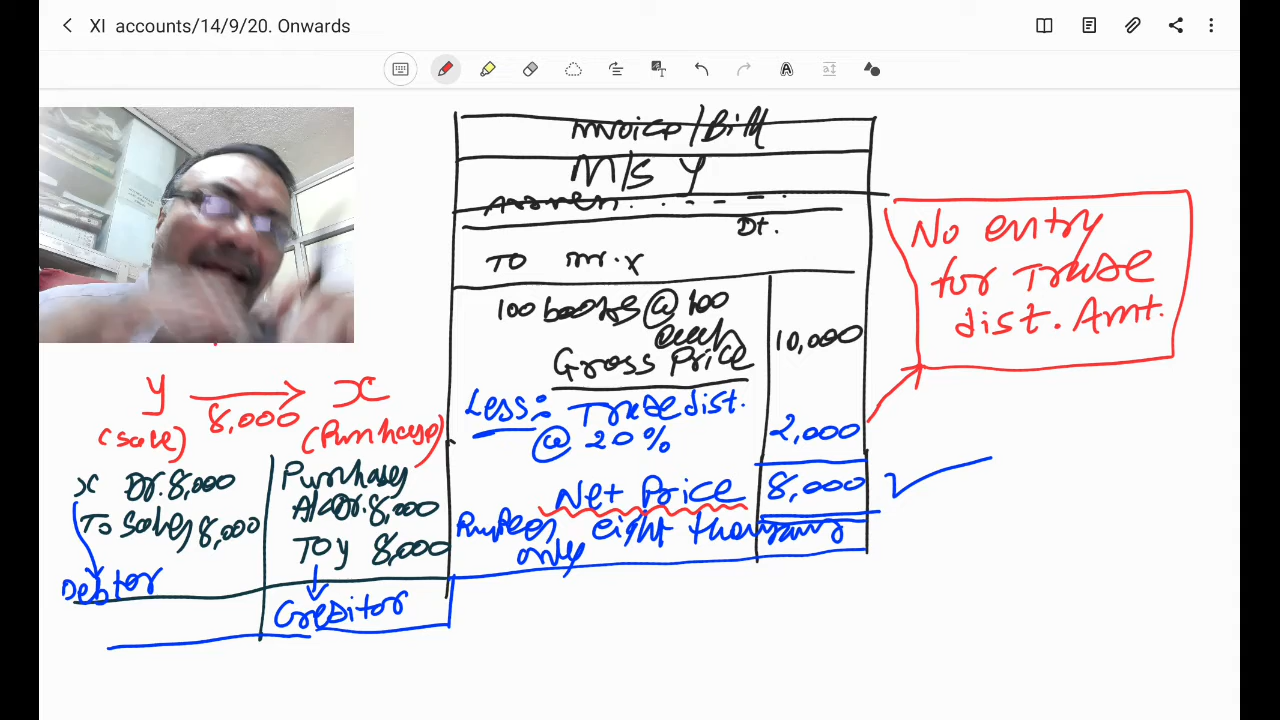 XI accounts/14/9/20. Onwards
Invoice/Bill
M/S Y
Address. . - - - .
Dt.
TO mr. x
100 books @ 100
each
10,000
Gross Price
Less: Trade dist.
@ 20%
2,000
Net Price 8,000
Rupees eight thousand
only
No entry
for Trade
dist. Amt.
y x
8,000
(sale) (Purchase)
x Dr. 8,000
To Sales 8,000
Debtor
Purchases
A/c Dr. 8,000
To y 8,000
Creditor